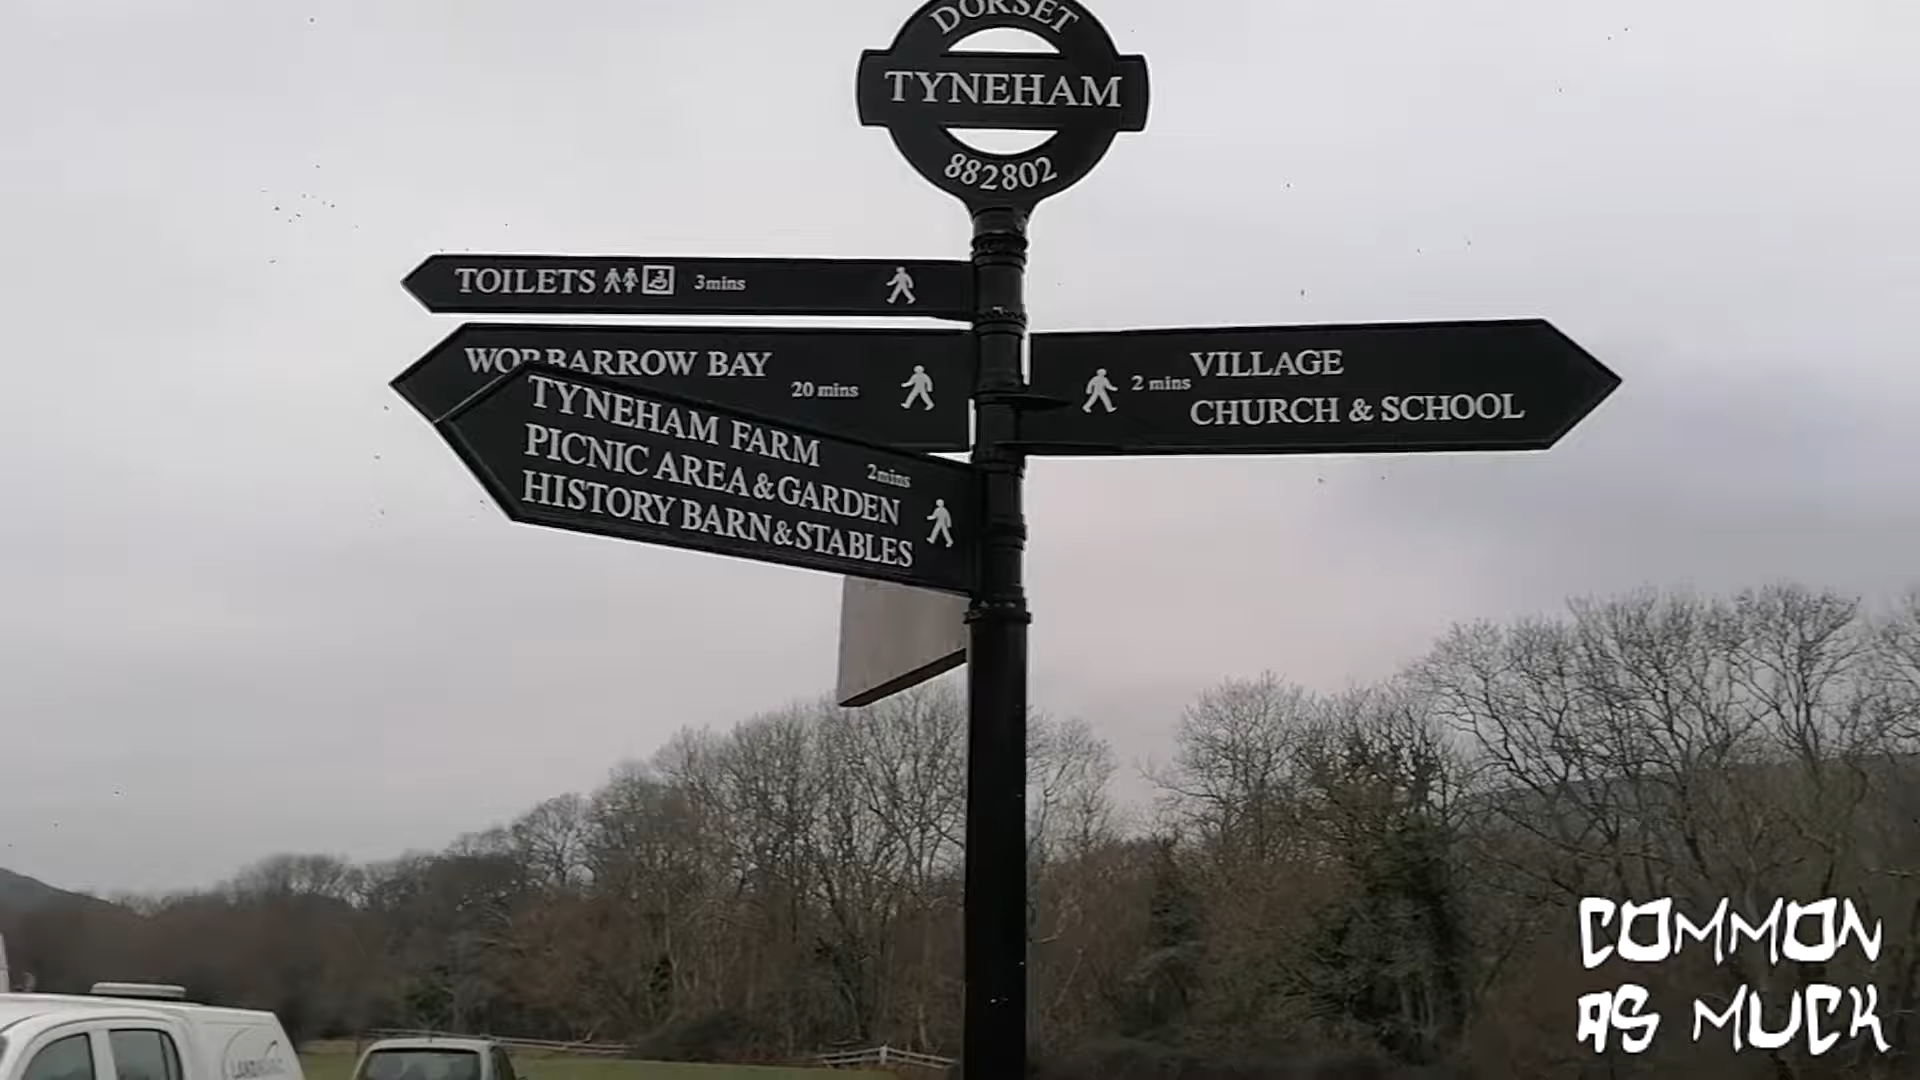 DORSET
TYNEHAM
882802
TOILETS 3mins
WORBARROW BAY
20 mins
TYNEHAM FARM
2mins
PICNIC AREA & GARDEN
HISTORY BARN & STABLES
VILLAGE
2 mins
CHURCH & SCHOOL
COMMON
AS MUCK